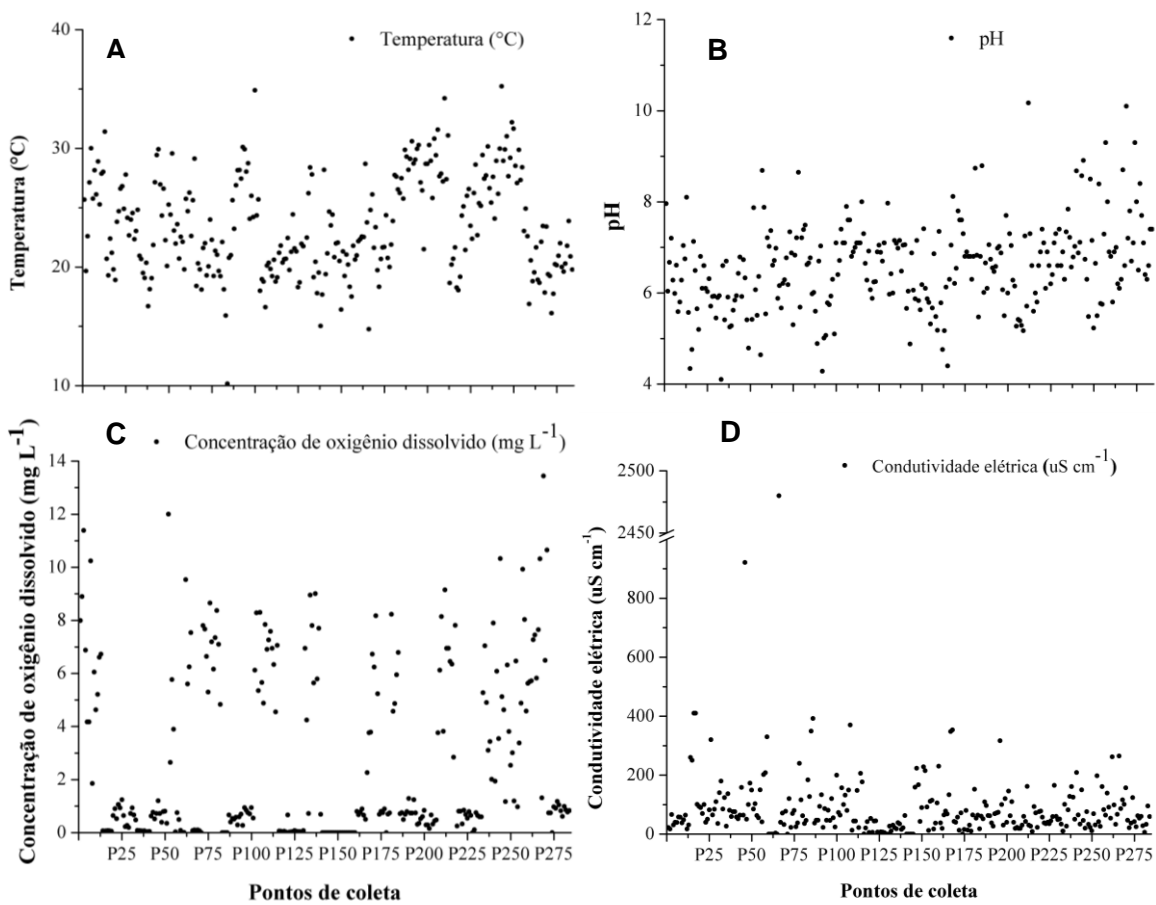 A
Temperatura (°C)
40
30
20
10
Temperatura (°C)
B
pH
12
10
8
6
4
pH
C
Concentração de oxigênio dissolvido (mg L-1)
14
12
10
8
6
4
2
0
Concentração de oxigênio dissolvido (mg L-1)
P25 P50 P75 P100 P125 P150 P175 P200 P225 P250 P275
Pontos de coleta
D
Condutividade elétrica (uS cm-1)
2500
2450
800
600
400
200
0
Condutividade elétrica (uS cm-1)
P25 P50 P75 P100 P125 P150 P175 P200 P225 P250 P275
Pontos de coleta